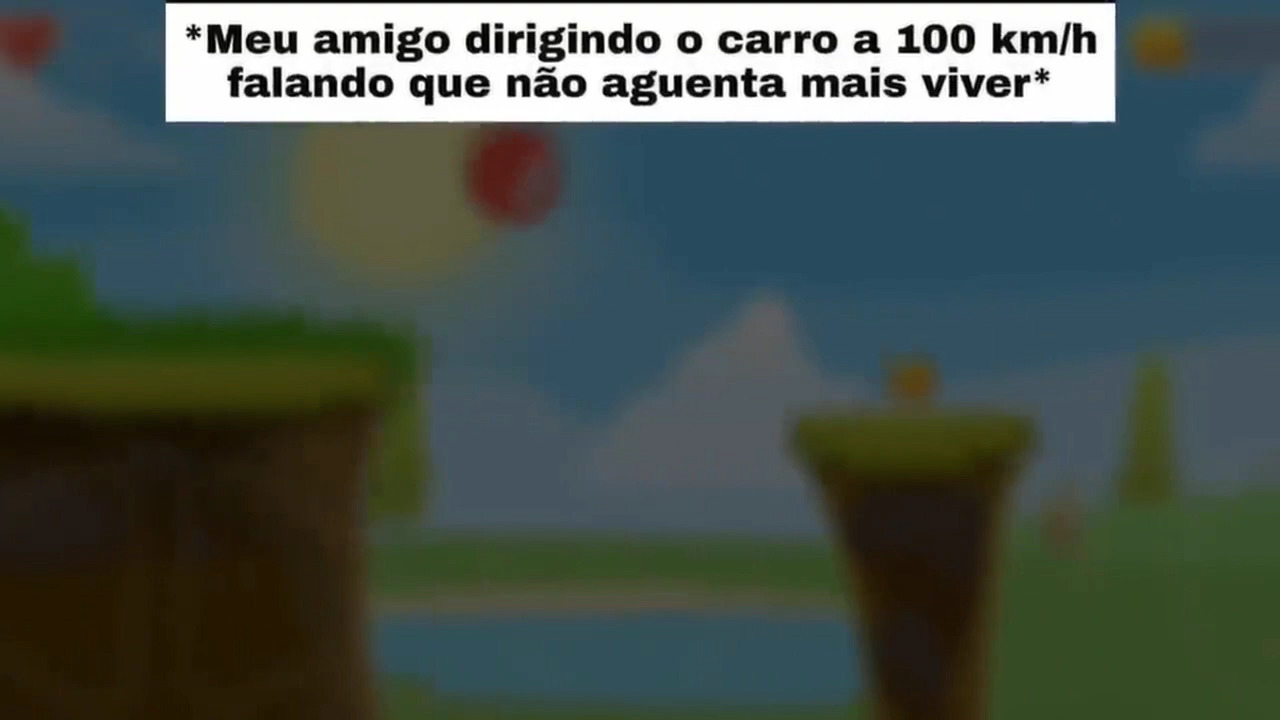 *Meu amigo dirigindo o carro a 100 km/h
falando que não aguenta mais viver*